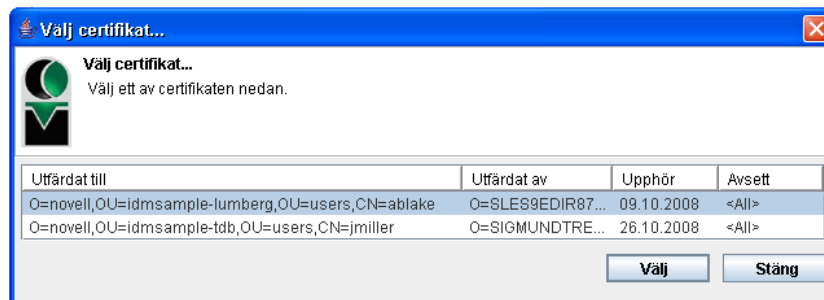 Välj certifikat...
Välj certifikat...
Välj ett av certifikaten nedan.
Utfärdat till Utfärdat av Upphör Avsett
O=novell,OU=idmsample-lumberg,OU=users,CN=ablake O=SLES9EDIR87... 09.10.2008 <All>
O=novell,OU=idmsample-tdb,OU=users,CN=jmiller O=SIGMUNDTRE... 26.10.2008 <All>
Välj Stäng